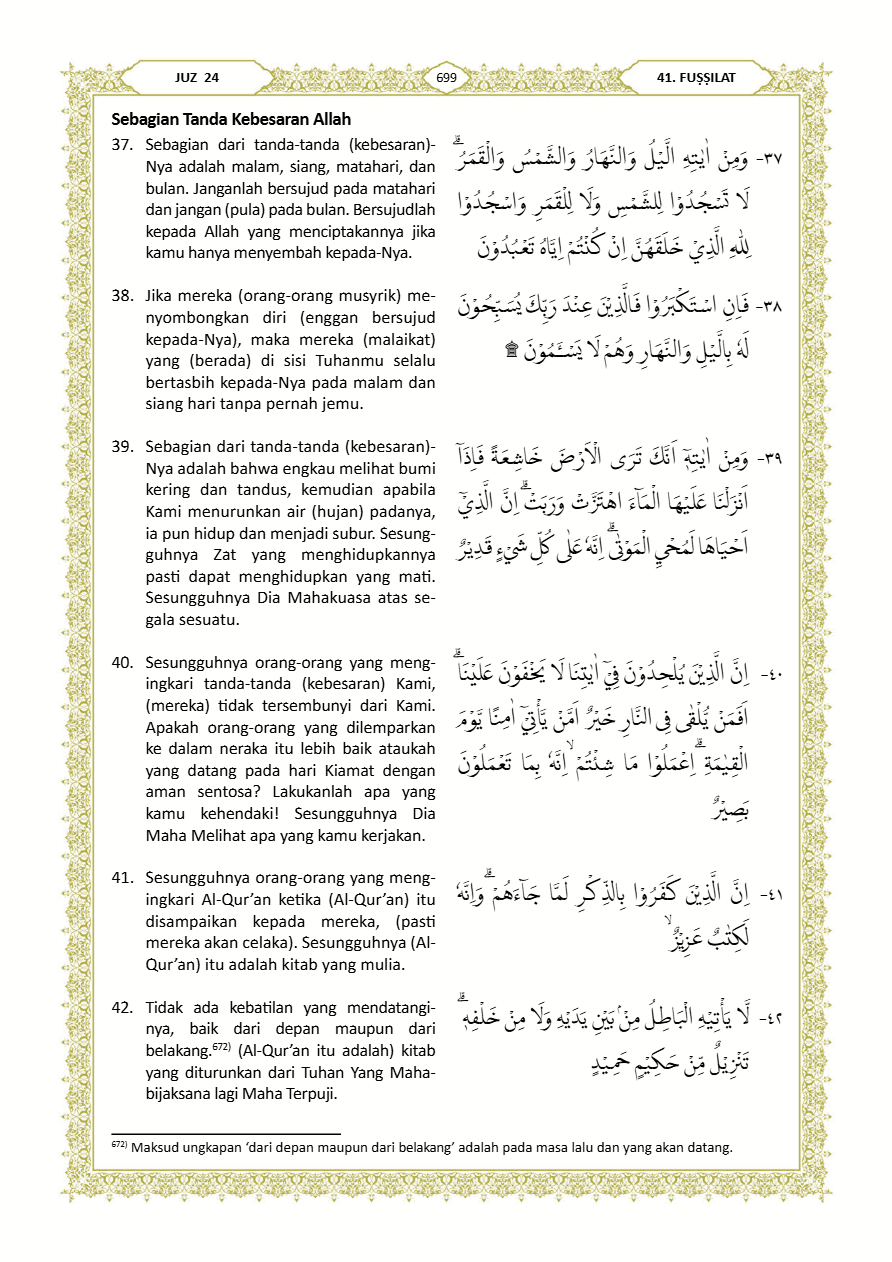 JUZ 24
699
41. FUṢṢILAT
Sebagian Tanda Kebesaran Allah
37. Sebagian dari tanda-tanda (kebesaran)-
Nya adalah malam, siang, matahari, dan
bulan. Janganlah bersujud pada matahari
dan jangan (pula) pada bulan. Bersujudlah
kepada Allah yang menciptakannya jika
kamu hanya menyembah kepada-Nya.
٣٧- وَمِنْ اٰيٰتِهِ الَّيْلُ وَالنَّهَارُ وَالشَّمْسُ وَالْقَمَرُۗ
لَا تَسْجُدُوْا لِلشَّمْسِ وَلَا لِلْقَمَرِ وَاسْجُدُوْا
لِلّٰهِ الَّذِيْ خَلَقَهُنَّ اِنْ كُنْتُمْ اِيَّاهُ تَعْبُدُوْنَ
38. Jika mereka (orang-orang musyrik) me-
nyombongkan diri (enggan bersujud
kepada-Nya), maka mereka (malaikat)
yang (berada) di sisi Tuhanmu selalu
bertasbih kepada-Nya pada malam dan
siang hari tanpa pernah jemu.
٣٨- فَاِنِ اسْتَكْبَرُوْا فَالَّذِيْنَ عِنْدَ رَبِّكَ يُسَبِّحُوْنَ
لَهٗ بِالَّيْلِ وَالنَّهَارِ وَهُمْ لَا يَسْـَٔمُوْنَ ۩
39. Sebagian dari tanda-tanda (kebesaran)-
Nya adalah bahwa engkau melihat bumi
kering dan tandus, kemudian apabila
Kami menurunkan air (hujan) padanya,
ia pun hidup dan menjadi subur. Sesung-
guhnya Zat yang menghidupkannya
pasti dapat menghidupkan yang mati.
Sesungguhnya Dia Mahakuasa atas se-
gala sesuatu.
٣٩- وَمِنْ اٰيٰتِهٖٓ اَنَّكَ تَرَى الْاَرْضَ خَاشِعَةً فَاِذَآ
اَنْزَلْنَا عَلَيْهَا الْمَاۤءَ اهْتَزَّتْ وَرَبَتْۗ اِنَّ الَّذِيْٓ
اَحْيَاهَا لَمُحْيِ الْمَوْتٰىۗ اِنَّهٗ عَلٰى كُلِّ شَيْءٍ قَدِيْرٌ
40. Sesungguhnya orang-orang yang meng-
ingkari tanda-tanda (kebesaran) Kami,
(mereka) tidak tersembunyi dari Kami.
Apakah orang-orang yang dilemparkan
ke dalam neraka itu lebih baik ataukah
yang datang pada hari Kiamat dengan
aman sentosa? Lakukanlah apa yang
kamu kehendaki! Sesungguhnya Dia
Maha Melihat apa yang kamu kerjakan.
٤٠- اِنَّ الَّذِيْنَ يُلْحِدُوْنَ فِيْٓ اٰيٰتِنَا لَا يَخْفَوْنَ عَلَيْنَاۗ
اَفَمَنْ يُّلْقٰى فِى النَّارِ خَيْرٌ اَمَّنْ يَّأْتِيْٓ اٰمِنًا يَّوْمَ
الْقِيٰمَةِۗ اِعْمَلُوْا مَا شِئْتُمْۙ اِنَّهٗ بِمَا تَعْمَلُوْنَ
بَصِيْرٌ
41. Sesungguhnya orang-orang yang meng-
ingkari Al-Qur’an ketika (Al-Qur’an) itu
disampaikan kepada mereka, (pasti
mereka akan celaka). Sesungguhnya (Al-
Qur’an) itu adalah kitab yang mulia.
٤١- اِنَّ الَّذِيْنَ كَفَرُوْا بِالذِّكْرِ لَمَّا جَاۤءَهُمْۗ وَاِنَّهٗ
لَكِتٰبٌ عَزِيْزٌۙ
42. Tidak ada kebatilan yang mendatangi-
nya, baik dari depan maupun dari
belakang.672) (Al-Qur’an itu adalah) kitab
yang diturunkan dari Tuhan Yang Maha-
bijaksana lagi Maha Terpuji.
٤٢- لَّا يَأْتِيْهِ الْبَاطِلُ مِنْۢ بَيْنِ يَدَيْهِ وَلَا مِنْ خَلْفِهٖۗ
تَنْزِيْلٌ مِّنْ حَكِيْمٍ حَمِيْدٍ
672) Maksud ungkapan ‘dari depan maupun dari belakang’ adalah pada masa lalu dan yang akan datang.